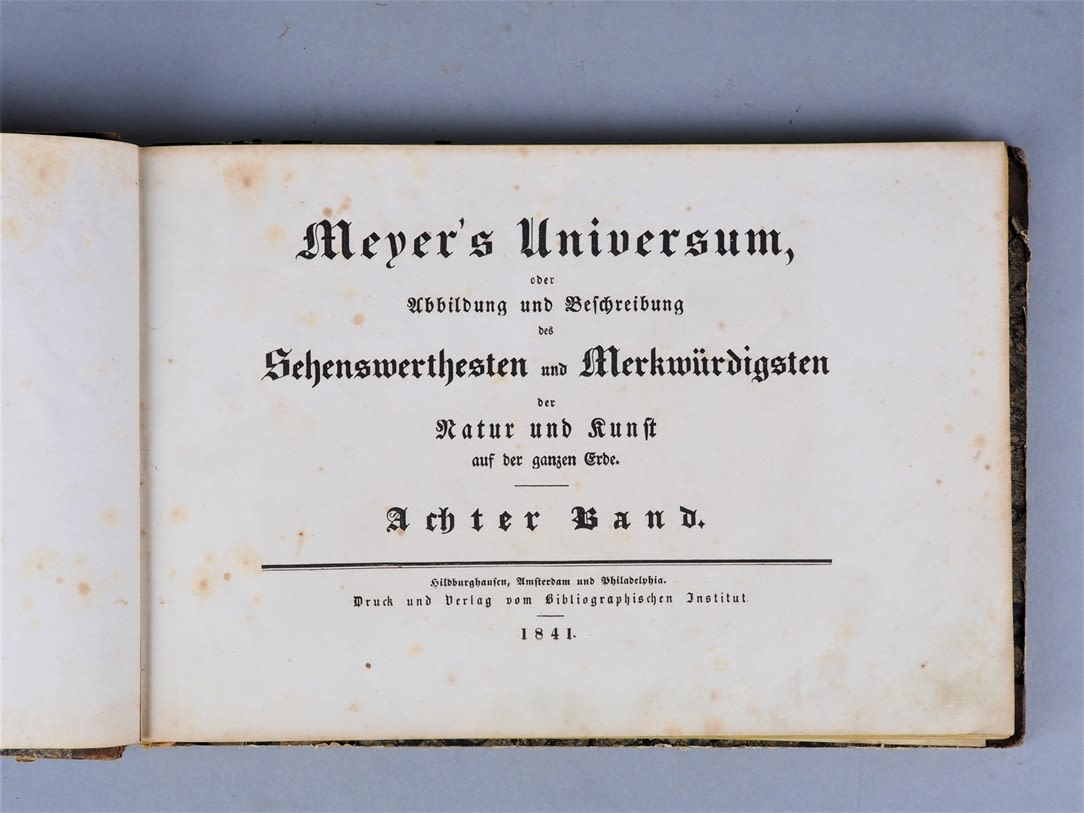 Meyer's Universum,
oder
Abbildung und Beſchreibung
des
Sehenswertheſten und Merkwürdigſten
der
Natur und Kunſt
auf der ganzen Erde.
Achter Band.
Hildburghauſen, Amſterdam und Philadelphia.
Druck und Verlag vom Bibliographiſchen Inſtitut
1841.